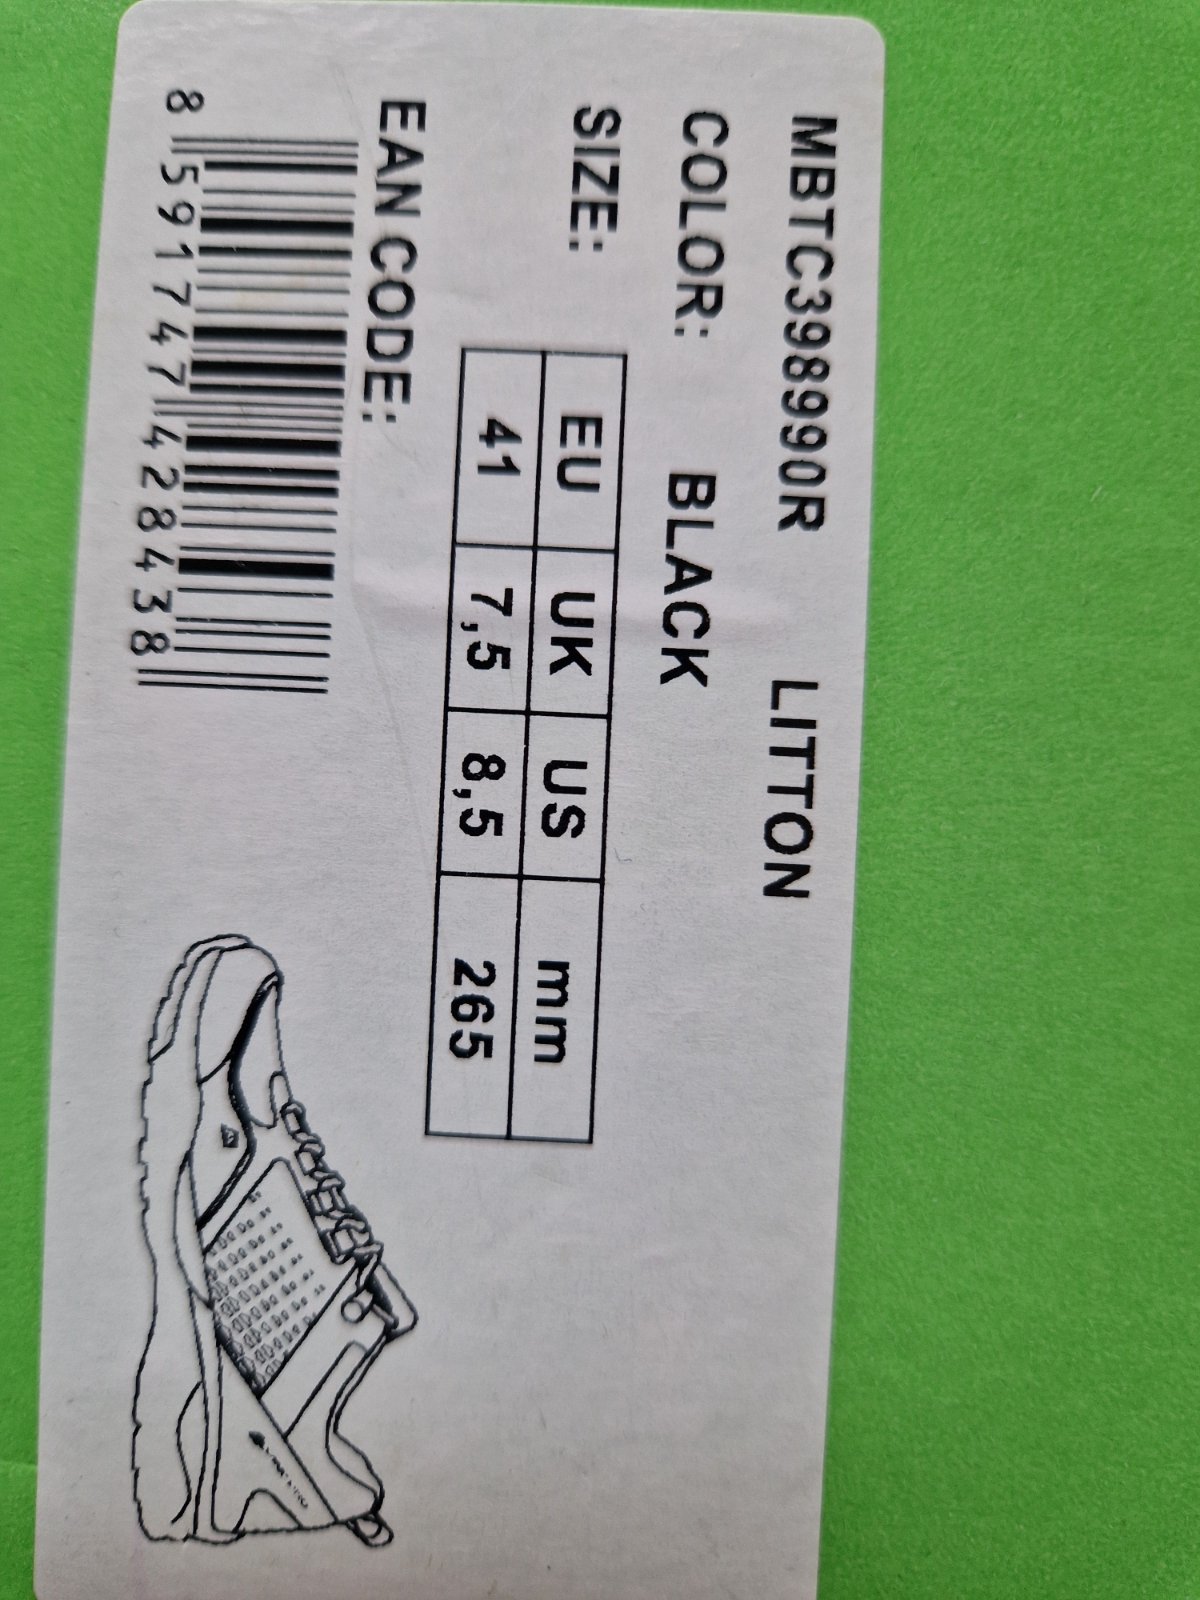 MBTC398990R LITTON
COLOR: BLACK
SIZE:
EU UK US mm
41 7,5 8,5 265
EAN CODE:
8 591747 428438